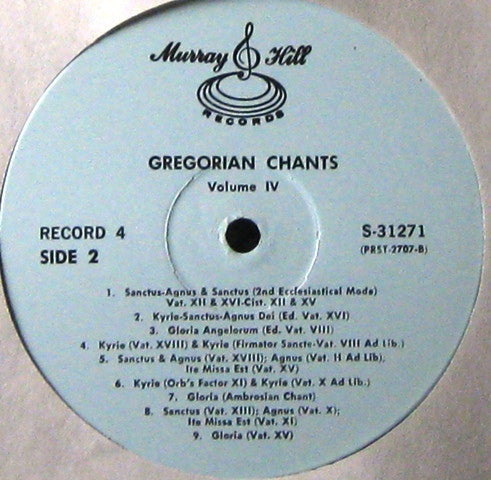 Murray Hill
RECORDS
GREGORIAN CHANTS
Volume IV
RECORD 4
SIDE 2
S-31271
(PRST-2707-B)
1. Sanctus-Agnus & Sanctus (2nd Ecclesiastical Mode)
Vat. XII & XVI-Cist. XII & XV
2. Kyrie-Sanctus-Agnus Dei (Ed. Vat. XVI)
3. Gloria Angelorum (Ed. Vat. VIII)
4. Kyrie (Vat. XVIII) & Kyrie (Firmator Sancte-Vat. VIII Ad Lib.)
5. Sanctus & Agnus (Vat. XVIII); Agnus (Vat. II Ad Lib),
Ite Missa Est (Vat. XV)
6. Kyrie (Orb's Factor XI) & Kyrie (Vat. X Ad Lib.)
7. Gloria (Ambrosian Chant)
8. Sanctus (Vat. XIII); Agnus (Vat. X);
Ite Missa Est (Vat. XI)
9. Gloria (Vat. XV)